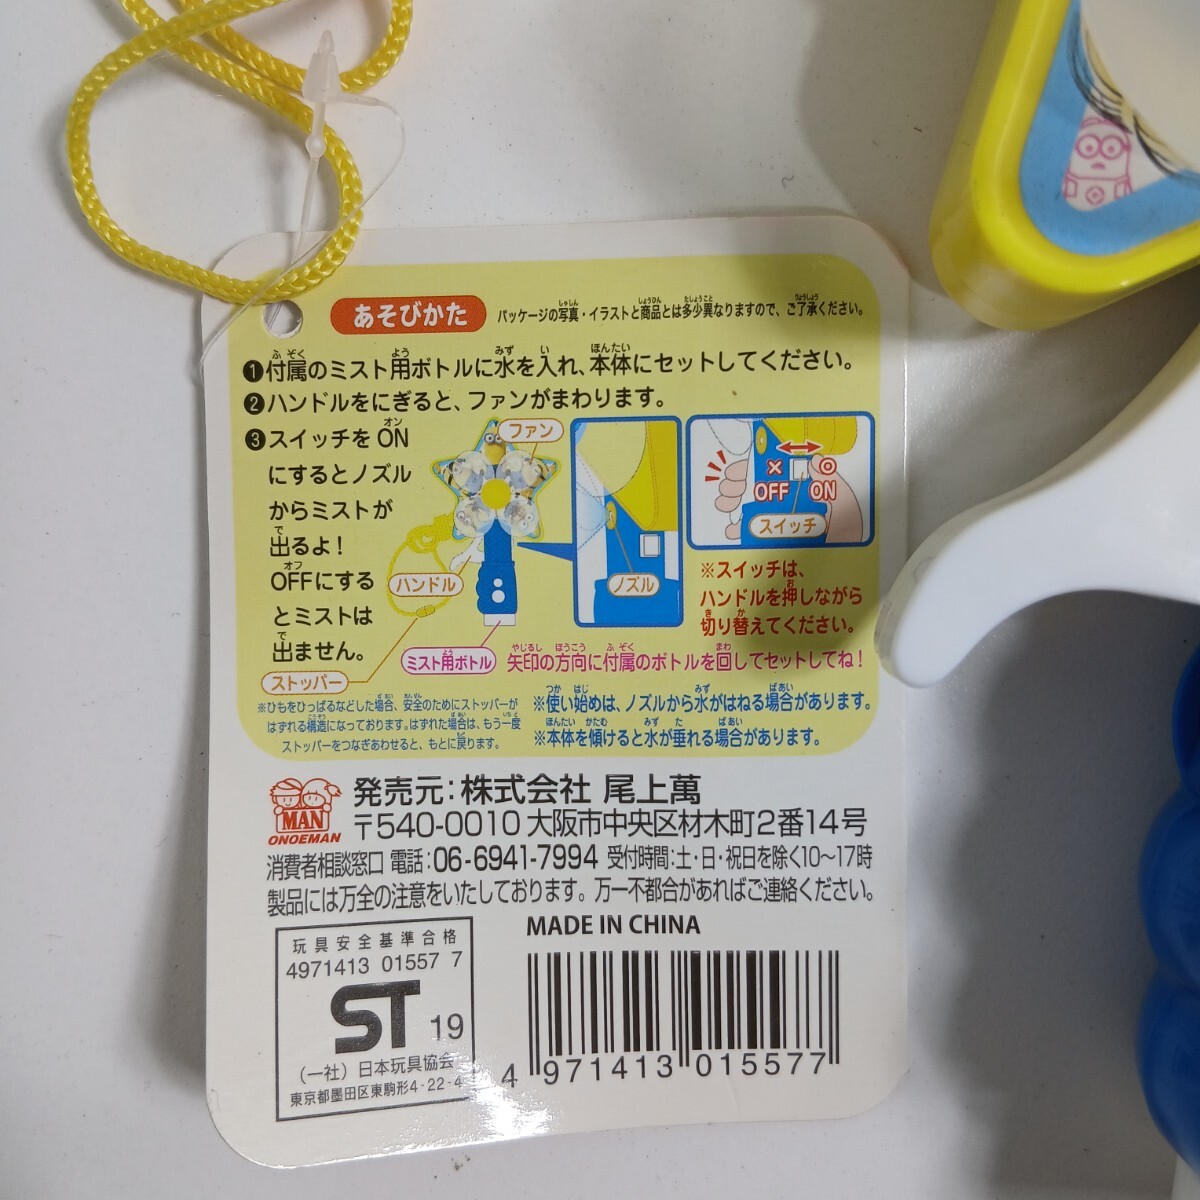 あそびかた
パッケージの写真・イラストと商品とは多少異なりますので、ご了承ください。
❶付属のミスト用ボトルに水を入れ、本体にセットしてください。
❷ハンドルをにぎると、ファンがまわります。
❸スイッチをON
にするとノズル
からミストが
出るよ!
OFFにする
とミストは
出ません。
ファン
ハンドル
ストッパー
ミスト用ボトル
ノズル
× ◎
OFF ON
スイッチ
※スイッチは、
ハンドルを押しながら
切り替えてください。
矢印の方向に付属のボトルを回してセットしてね!
※ひもをひっぱるなどした場合、安全のためにストッパーが
はずれる構造になっております。はずれた場合は、もう一度
ストッパーをつなぎあわせると、もとに戻ります。
※使い始めは、ノズルから水がはねる場合があります。
※本体を傾けると水が垂れる場合があります。
MAN
ONOEMAN
発売元:株式会社 尾上萬
〒540-0010 大阪市中央区材木町2番14号
消費者相談窓口 電話:06-6941-7994 受付時間:土・日・祝日を除く10〜17時
製品には万全の注意をいたしております。万一不都合があればご連絡ください。
MADE IN CHINA
玩具安全基準合格
4971413 01557 7
ST 19
(一社)日本玩具協会
東京都墨田区東駒形4-22-4
4 971413 015577